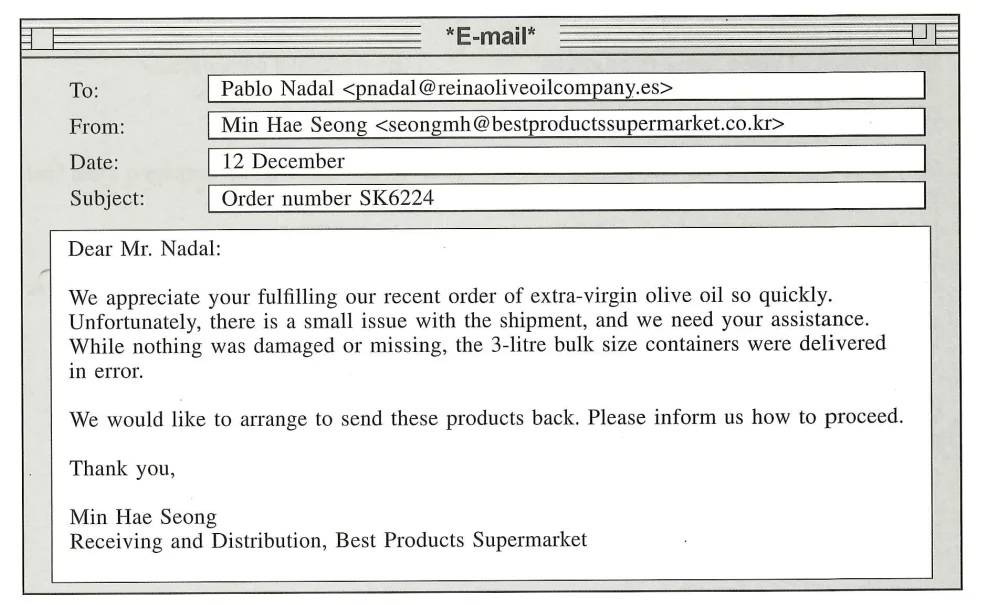 *E-mail*
To: Pablo Nadal <pnadal@reinaoliveoilcompany.es>
From: Min Hae Seong <seongmh@bestproductssupermarket.co.kr>
Date: 12 December
Subject: Order number SK6224
Dear Mr. Nadal:
We appreciate your fulfilling our recent order of extra-virgin olive oil so quickly.
Unfortunately, there is a small issue with the shipment, and we need your assistance.
While nothing was damaged or missing, the 3-litre bulk size containers were delivered
in error.
We would like to arrange to send these products back. Please inform us how to proceed.
Thank you,
Min Hae Seong
Receiving and Distribution, Best Products Supermarket